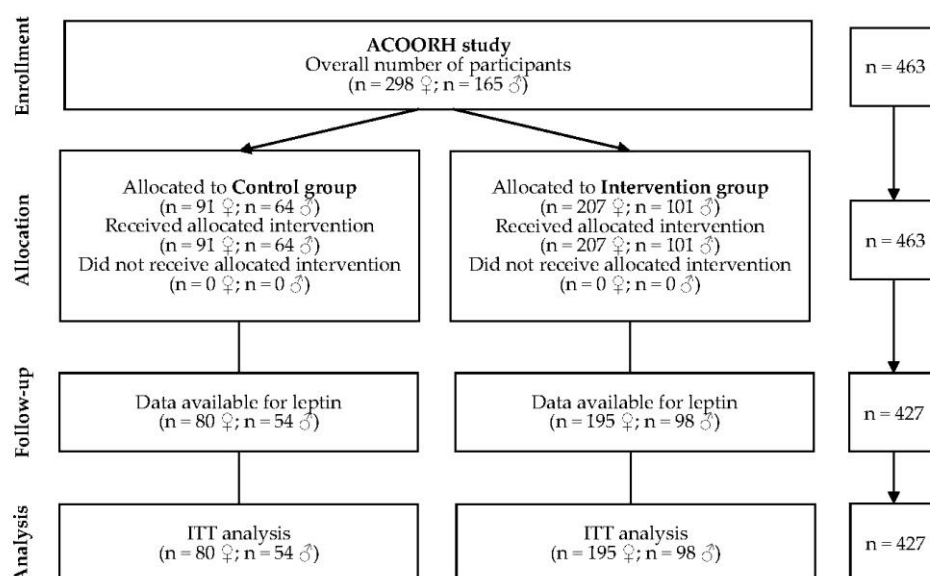 Enrollment
ACOORH study
Overall number of participants
(n = 298 ♀; n = 165 ♂)
n = 463
Allocation
Allocated to Control group
(n = 91 ♀; n = 64 ♂)
Received allocated intervention
(n = 91 ♀; n = 64 ♂)
Did not receive allocated intervention
(n = 0 ♀; n = 0 ♂)
Allocated to Intervention group
(n = 207 ♀; n = 101 ♂)
Received allocated intervention
(n = 207 ♀; n = 101 ♂)
Did not receive allocated intervention
(n = 0 ♀; n = 0 ♂)
n = 463
Follow-up
Data available for leptin
(n = 80 ♀; n = 54 ♂)
Data available for leptin
(n = 195 ♀; n = 98 ♂)
n = 427
Analysis
ITT analysis
(n = 80 ♀; n = 54 ♂)
ITT analysis
(n = 195 ♀; n = 98 ♂)
n = 427